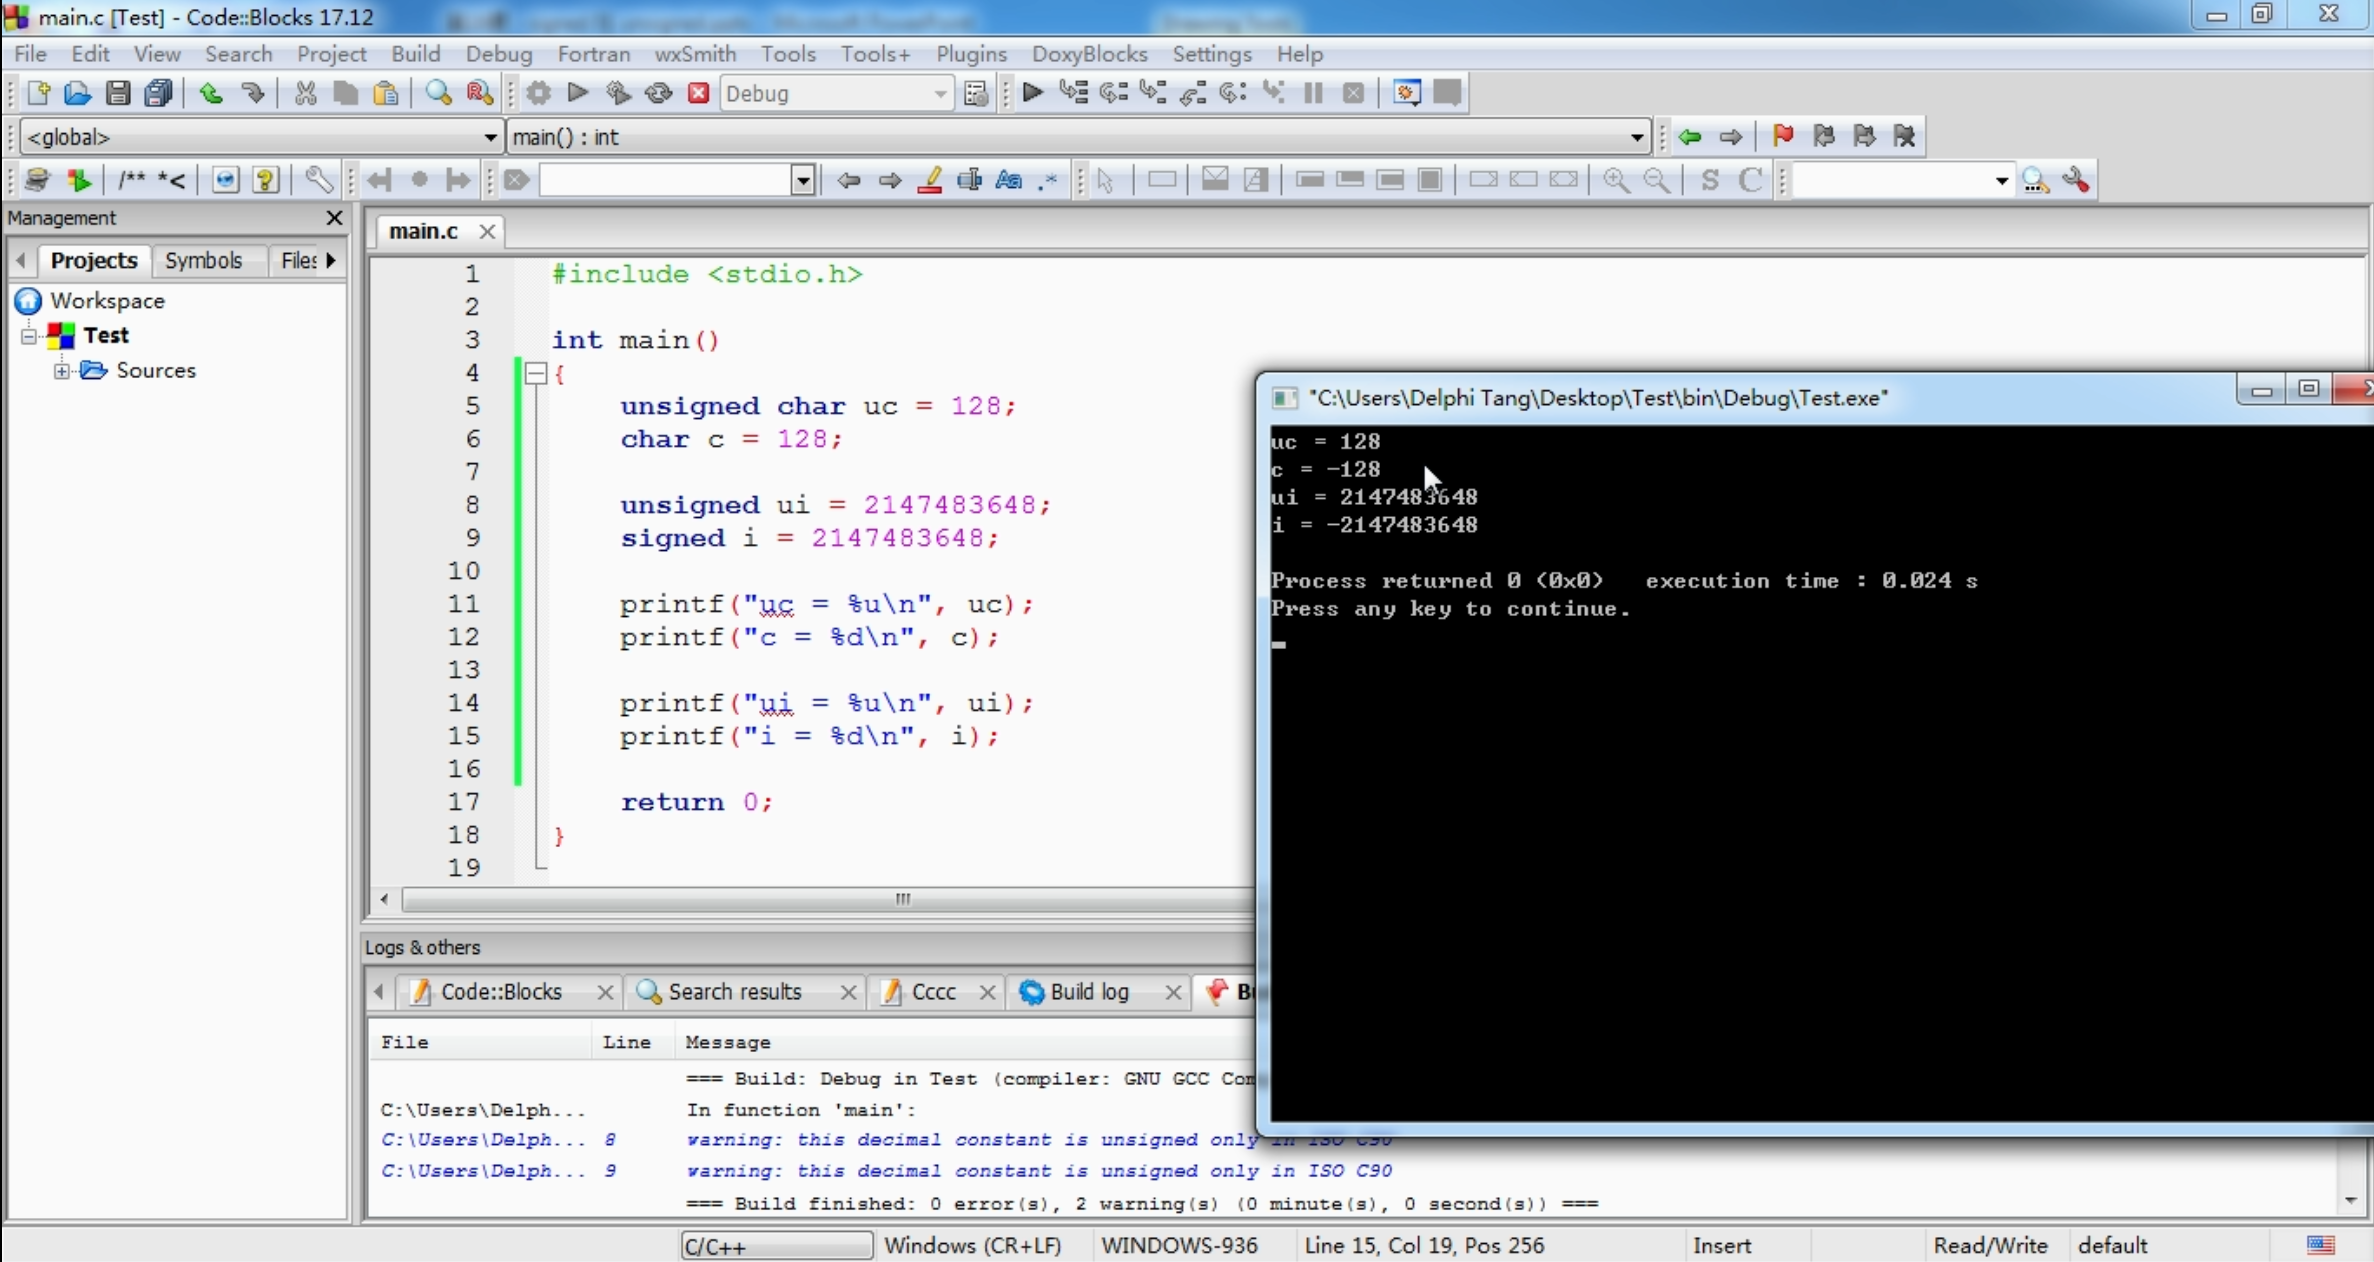 main.c [Test] - Code::Blocks 17.12
File Edit View Search Project Build Debug Fortran wxSmith Tools Tools+ Plugins DoxyBlocks Settings Help
Debug
<global> main() : int
/** *< Aa .* S C
Management
Projects Symbols Files
Workspace
Test
Sources
main.c
1 #include <stdio.h>
2
3 int main()
4 {
5 unsigned char uc = 128;
6 char c = 128;
7
8 unsigned ui = 2147483648;
9 signed i = 2147483648;
10
11 printf("uc = %u\n", uc);
12 printf("c = %d\n", c);
13
14 printf("ui = %u\n", ui);
15 printf("i = %d\n", i);
16
17 return 0;
18 }
19
"C:\Users\Delphi Tang\Desktop\Test\bin\Debug\Test.exe"
uc = 128
c = -128
ui = 2147483648
i = -2147483648
Process returned 0 (0x0) execution time : 0.024 s
Press any key to continue.
Logs & others
Code::Blocks Search results Cccc Build log
File Line Message
=== Build: Debug in Test (compiler: GNU GCC Com
C:\Users\Delph... In function 'main':
C:\Users\Delph... 8 warning: this decimal constant is unsigned only in ISO C90
C:\Users\Delph... 9 warning: this decimal constant is unsigned only in ISO C90
=== Build finished: 0 error(s), 2 warning(s) (0 minute(s), 0 second(s)) ===
C/C++ Windows (CR+LF) WINDOWS-936 Line 15, Col 19, Pos 256 Insert Read/Write default